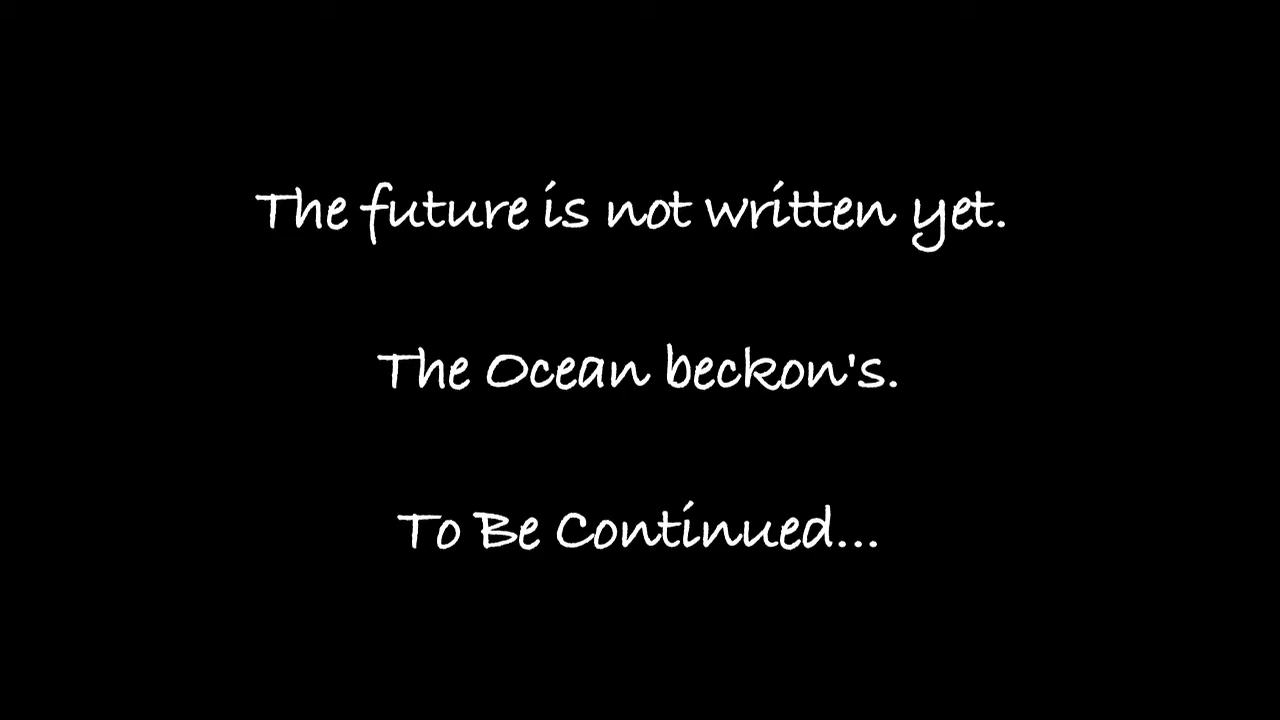 The future is not written yet.
The Ocean beckon's.
To Be Continued...